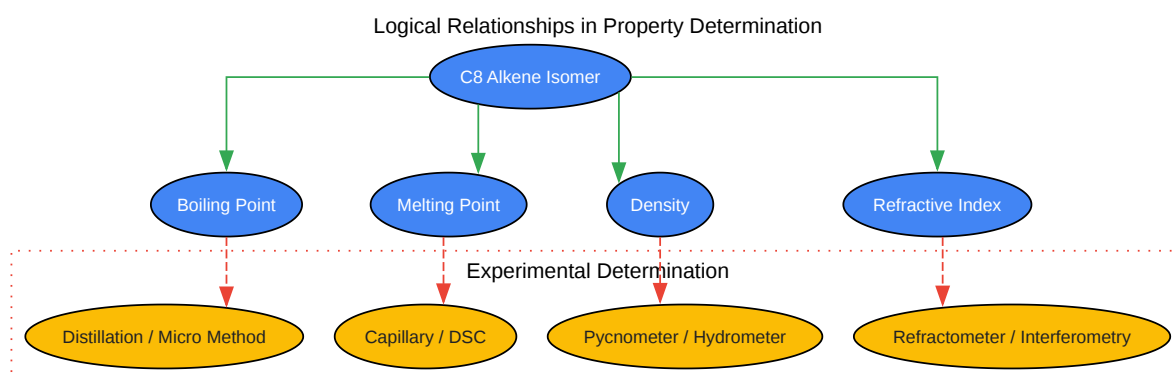 Logical Relationships in Property Determination
C8 Alkene Isomer
Boiling Point
Melting Point
Density
Refractive Index
Experimental Determination
Distillation / Micro Method
Capillary / DSC
Pycnometer / Hydrometer
Refractometer / Interferometry